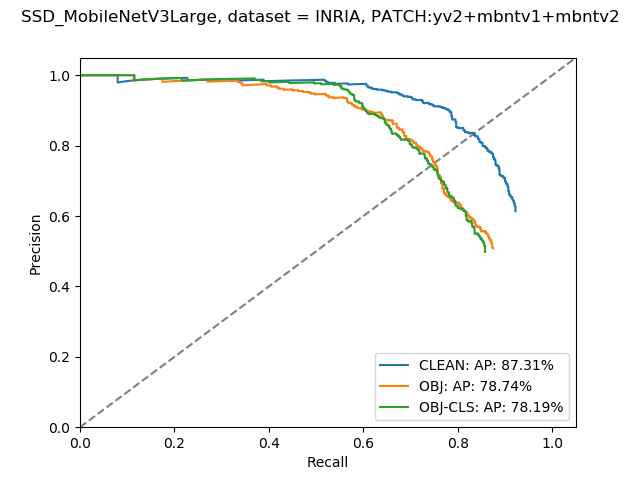 SSD_MobileNetV3Large, dataset = INRIA, PATCH:yv2+mbntv1+mbntv2
1.0
0.8
0.6
0.4
0.2
0.0
Precision
0.0 0.2 0.4 0.6 0.8 1.0
Recall
CLEAN: AP: 87.31%
OBJ: AP: 78.74%
OBJ-CLS: AP: 78.19%